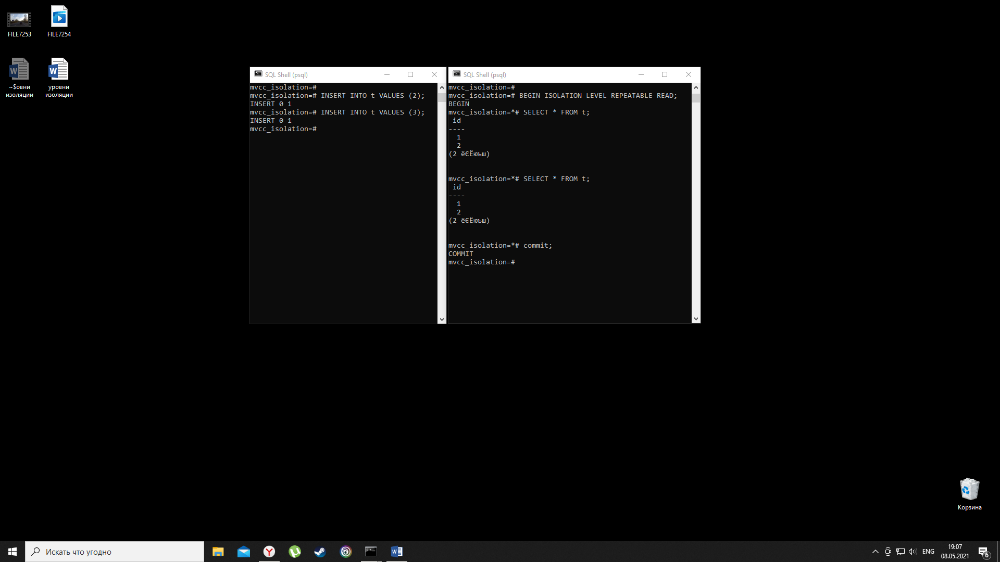 FILE7253
FILE7254
~$овни
изоляции
уровни
изоляции
SQL Shell (psql)
mvcc_isolation=#
mvcc_isolation=# INSERT INTO t VALUES (2);
INSERT 0 1
mvcc_isolation=# INSERT INTO t VALUES (3);
INSERT 0 1
mvcc_isolation=#
SQL Shell (psql)
mvcc_isolation=#
mvcc_isolation=# BEGIN ISOLATION LEVEL REPEATABLE READ;
BEGIN
mvcc_isolation=*# SELECT * FROM t;
id
----
1
2
(2 ёЄЁюъш)
mvcc_isolation=*# SELECT * FROM t;
id
----
1
2
(2 ёЄЁюъш)
mvcc_isolation=*# commit;
COMMIT
mvcc_isolation=#
Корзина
Искать что угодно
ENG
19:07
08.05.2021
6